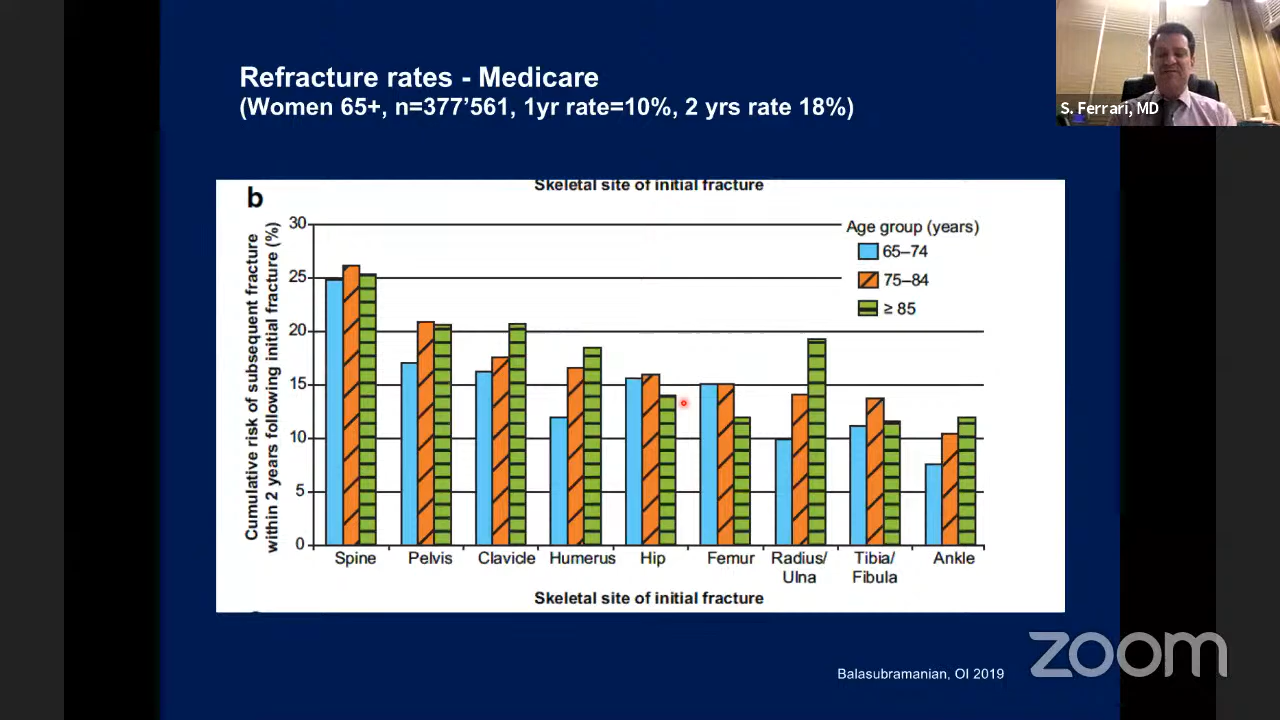 Refracture rates - Medicare
(Women 65+, n=377'561, 1yr rate=10%, 2 yrs rate 18%)
S. Ferrari, MD
Skeletal site of initial fracture
b
Cumulative risk of subsequent fracture
within 2 years following initial fracture (%)
30
25
20
15
10
5
0
Age group (years)
65–74
75–84
≥ 85
Spine
Pelvis
Clavicle
Humerus
Hip
Femur
Radius/
Ulna
Tibia/
Fibula
Ankle
Skeletal site of initial fracture
Balasubramanian, OI 2019
zoom